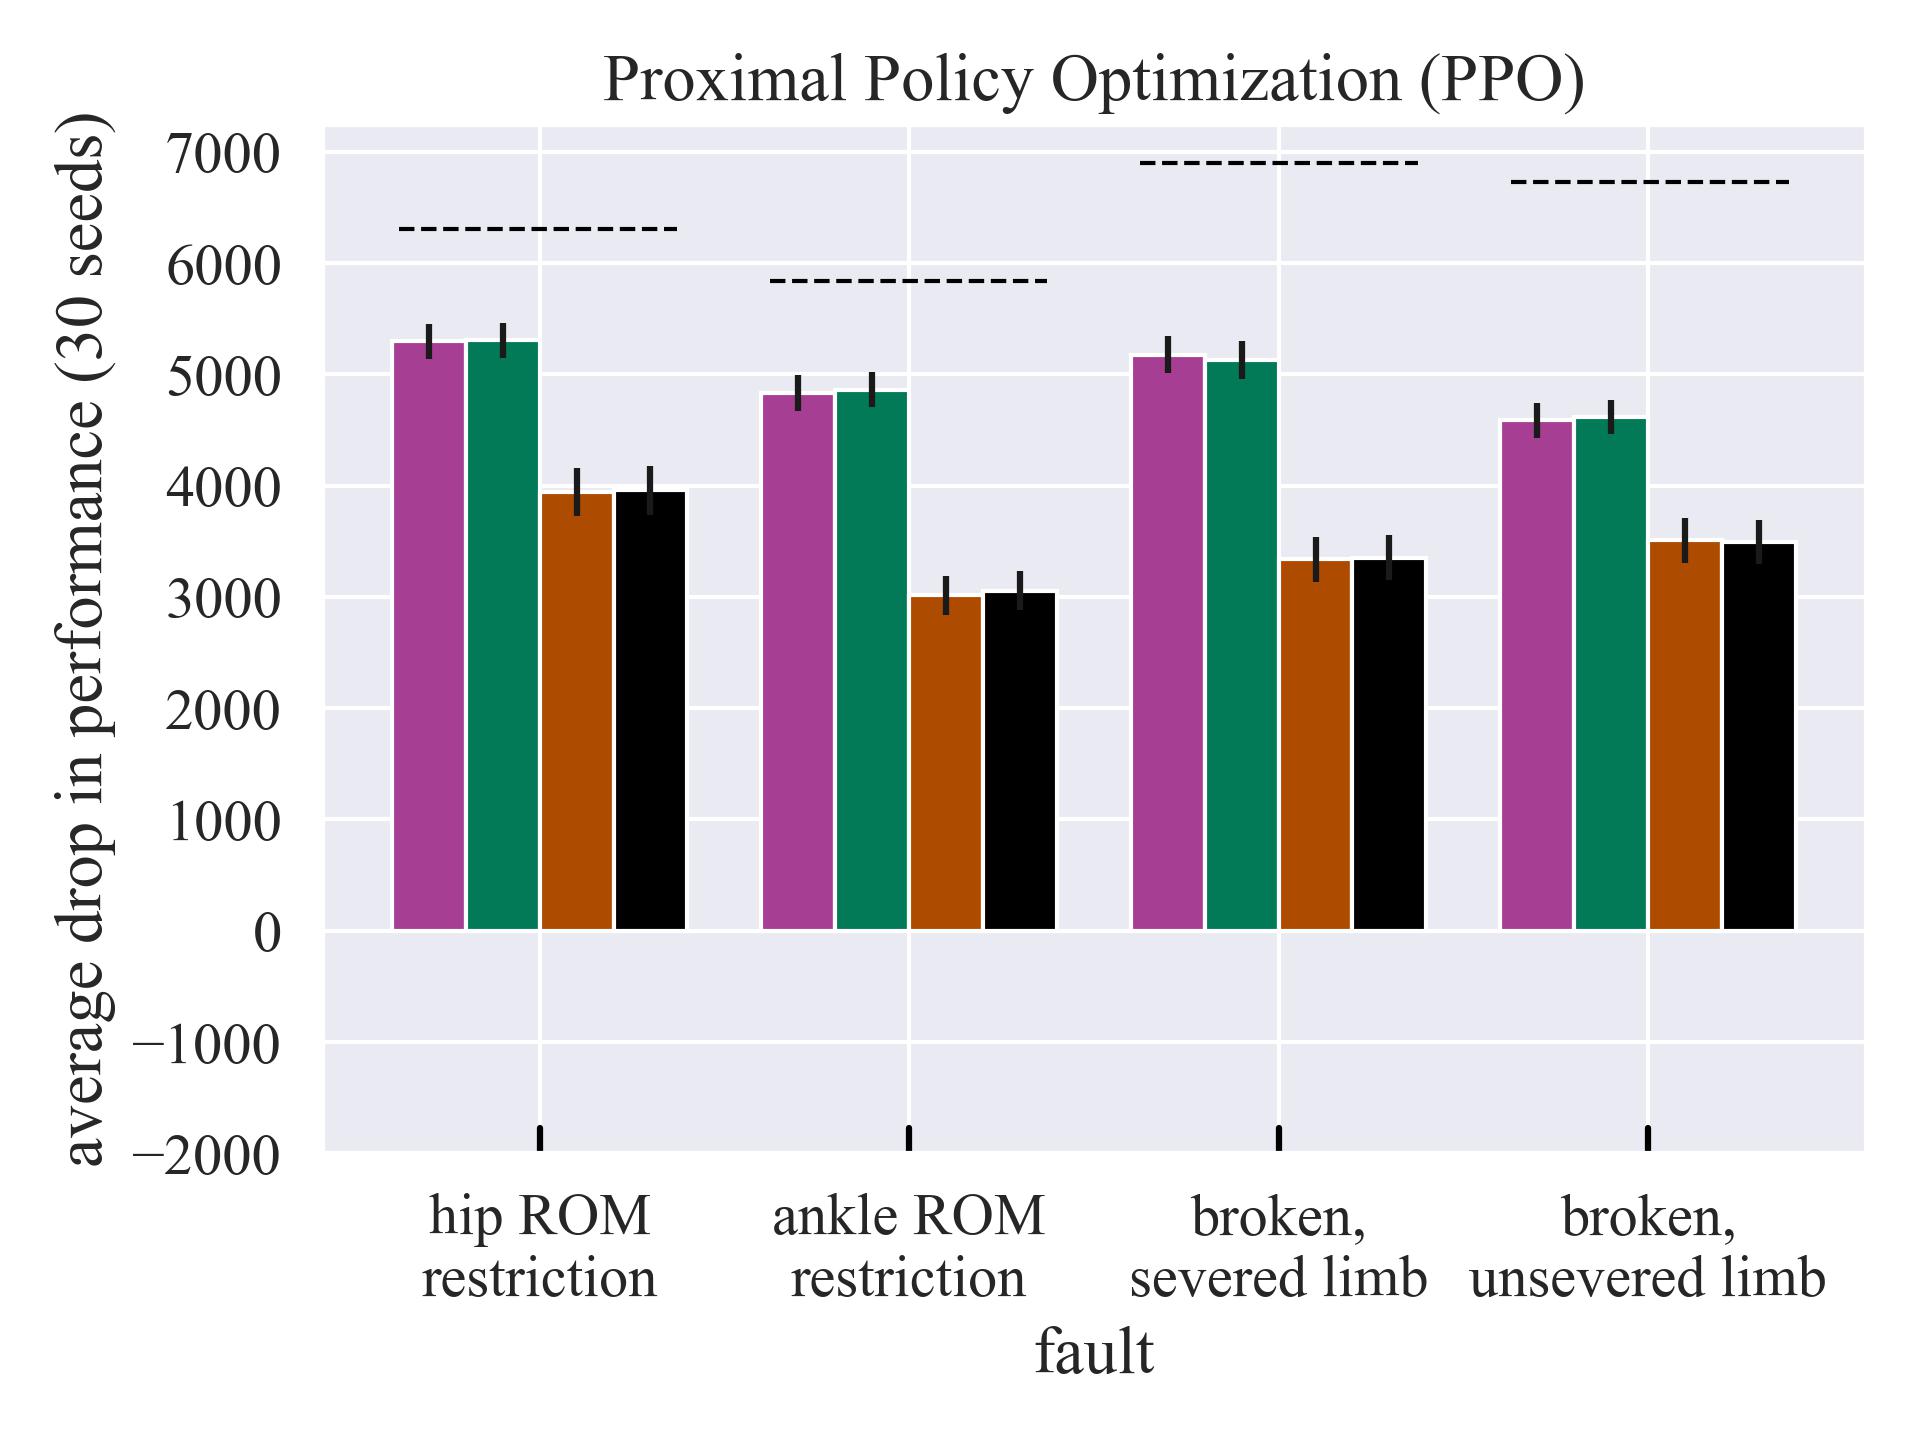 Proximal Policy Optimization (PPO)
average drop in performance (30 seeds)
7000
6000
5000
4000
3000
2000
1000
0
−1000
−2000
hip ROM
restriction
ankle ROM
restriction
broken,
severed limb
broken,
unsevered limb
fault